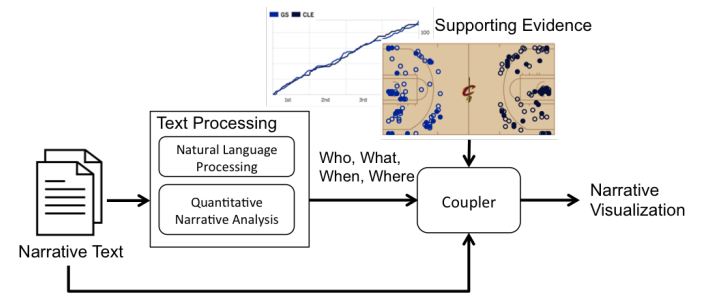 GS CLE
100
1st 2nd 3rd
Supporting Evidence
C
Text Processing
Natural Language
Processing
Quantitative
Narrative Analysis
Who, What,
When, Where
Coupler
Narrative
Visualization
Narrative Text